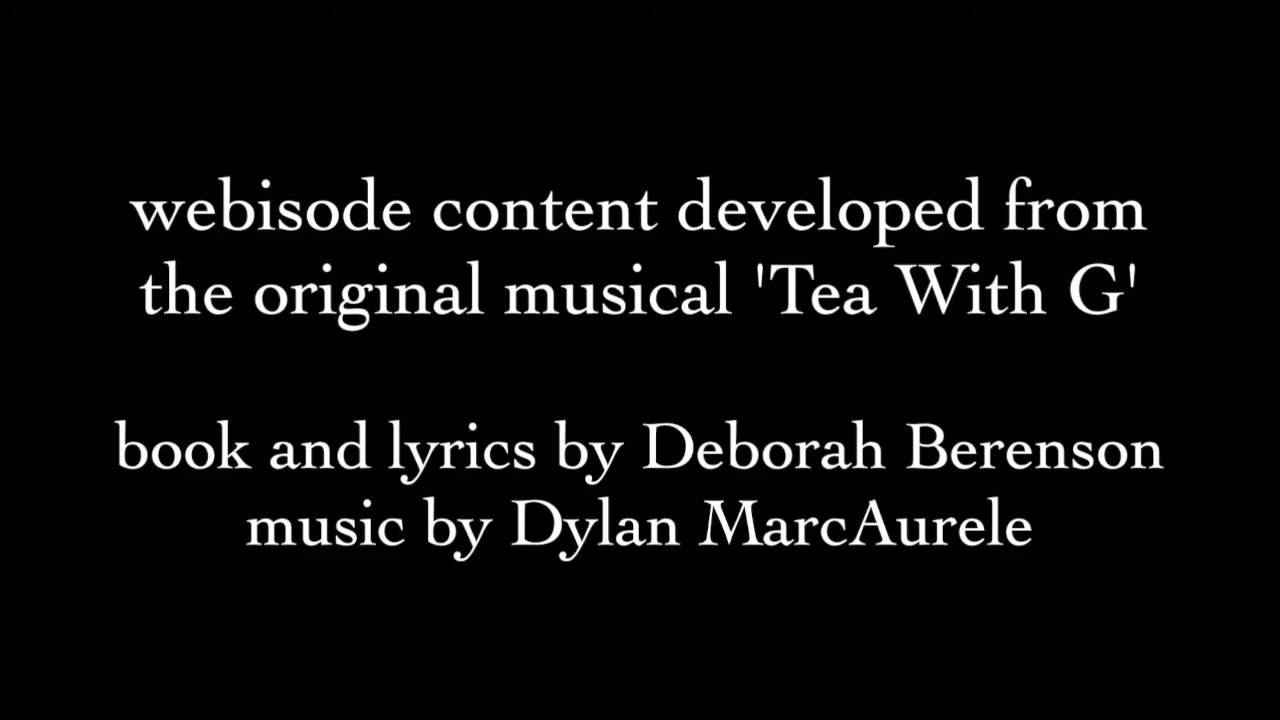 webisode content developed from
the original musical 'Tea With G'
book and lyrics by Deborah Berenson
music by Dylan MarcAurele